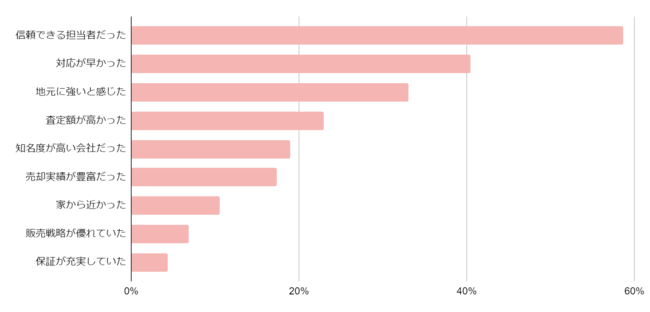 信頼できる担当者だった
対応が早かった
地元に強いと感じた
査定額が高かった
知名度が高い会社だった
売却実績が豊富だった
家から近かった
販売戦略が優れていた
保証が充実していた
0%
20%
40%
60%